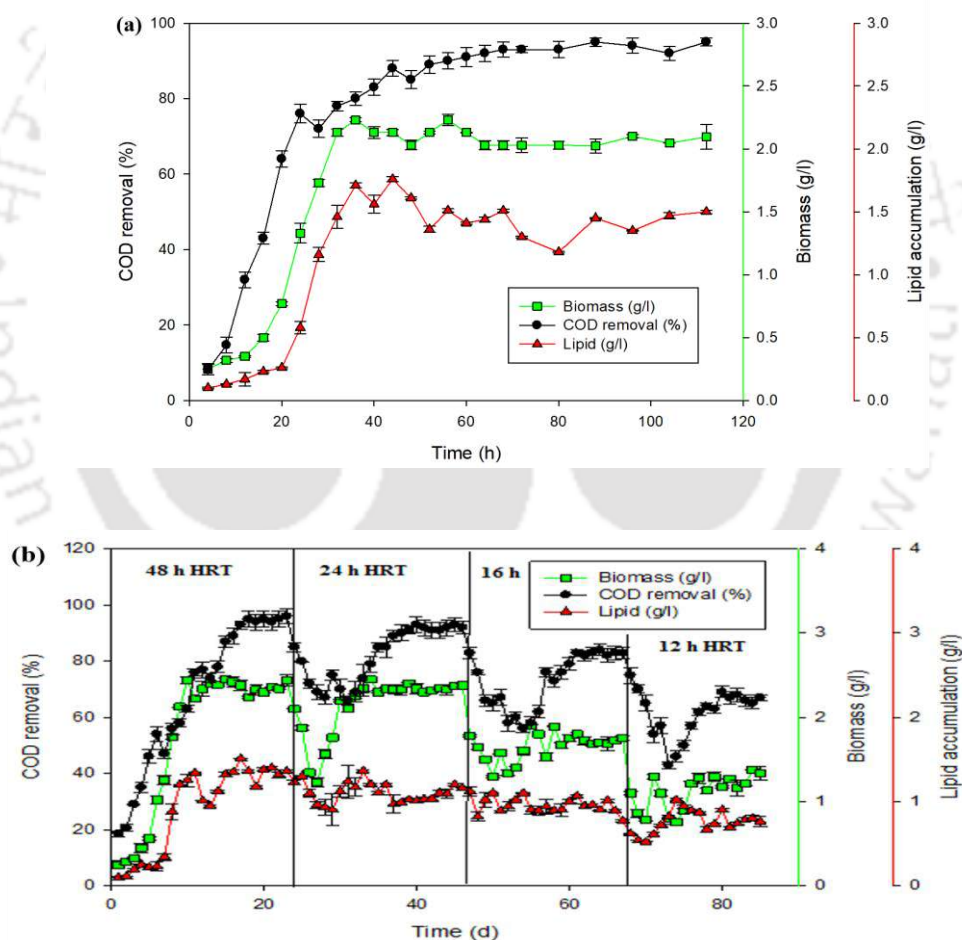 (a)
100
80
60
40
20
0
COD removal (%)
3.0
2.5
2.0
1.5
1.0
0.5
0.0
Biomass (g/l)
3.0
2.5
2.0
1.5
1.0
0.5
0.0
Lipid accumulation (g/l)
Biomass (g/l)
COD removal (%)
Lipid (g/l)
0 20 40 60 80 100 120
Time (h)
(b)
120
100
80
60
40
20
0
COD removal (%)
48 h HRT 24 h HRT 16 h
12 h HRT
Biomass (g/l)
COD removal (%)
Lipid (g/l)
4
3
2
1
0
Biomass (g/l)
4
3
2
1
0
Lipid accumulation (g/l)
0 20 40 60 80
Time (d)
Indian